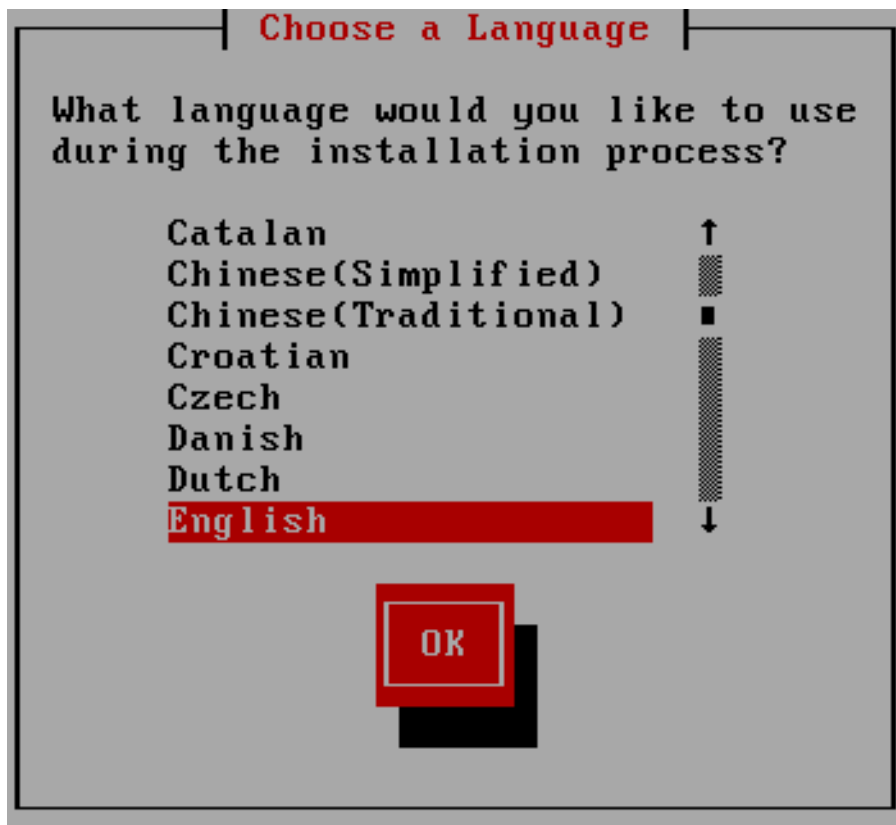 Choose a Language
What language would you like to use
during the installation process?
Catalan
Chinese(Simplified)
Chinese(Traditional)
Croatian
Czech
Danish
Dutch
English
OK